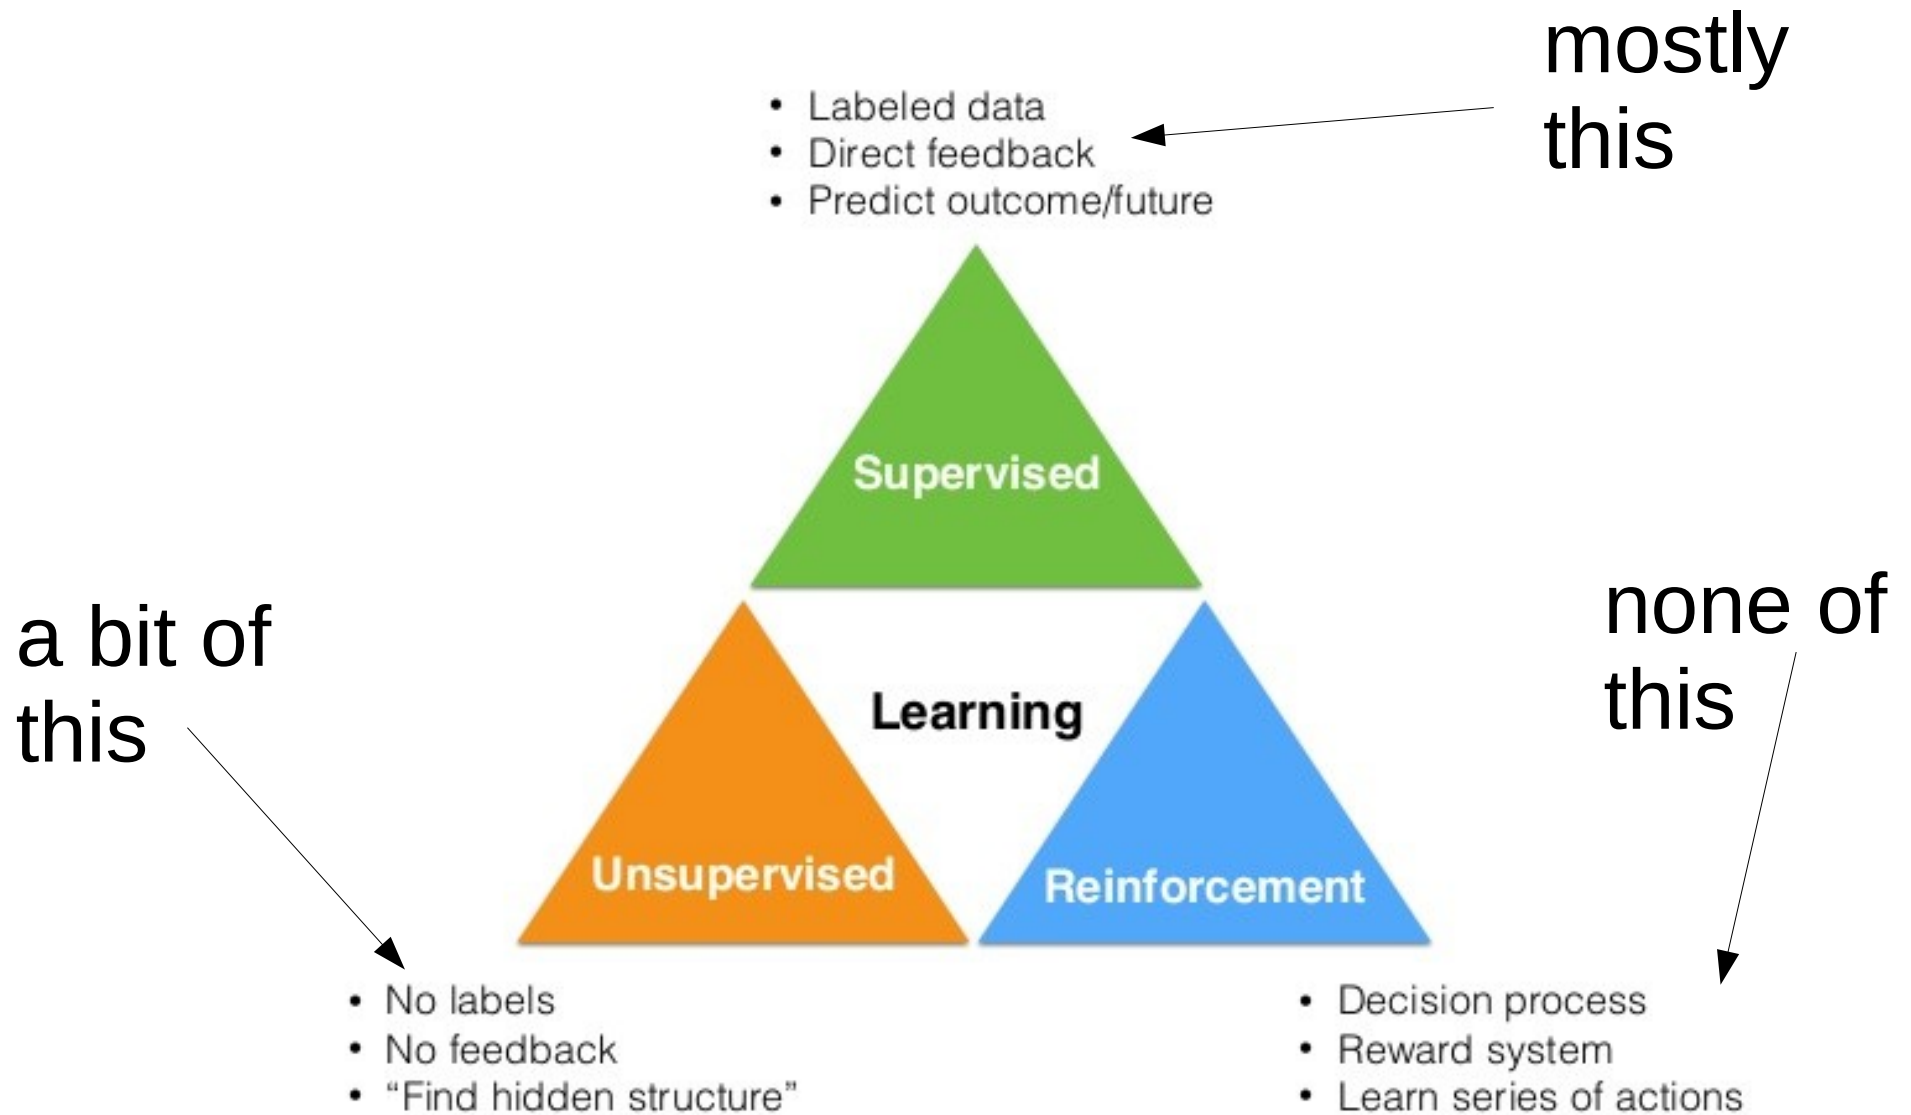 mostly
this
• Labeled data
• Direct feedback
• Predict outcome/future
Supervised
a bit of
this
none of
this
Learning
Unsupervised
Reinforcement
• No labels
• No feedback
• “Find hidden structure”
• Decision process
• Reward system
• Learn series of actions